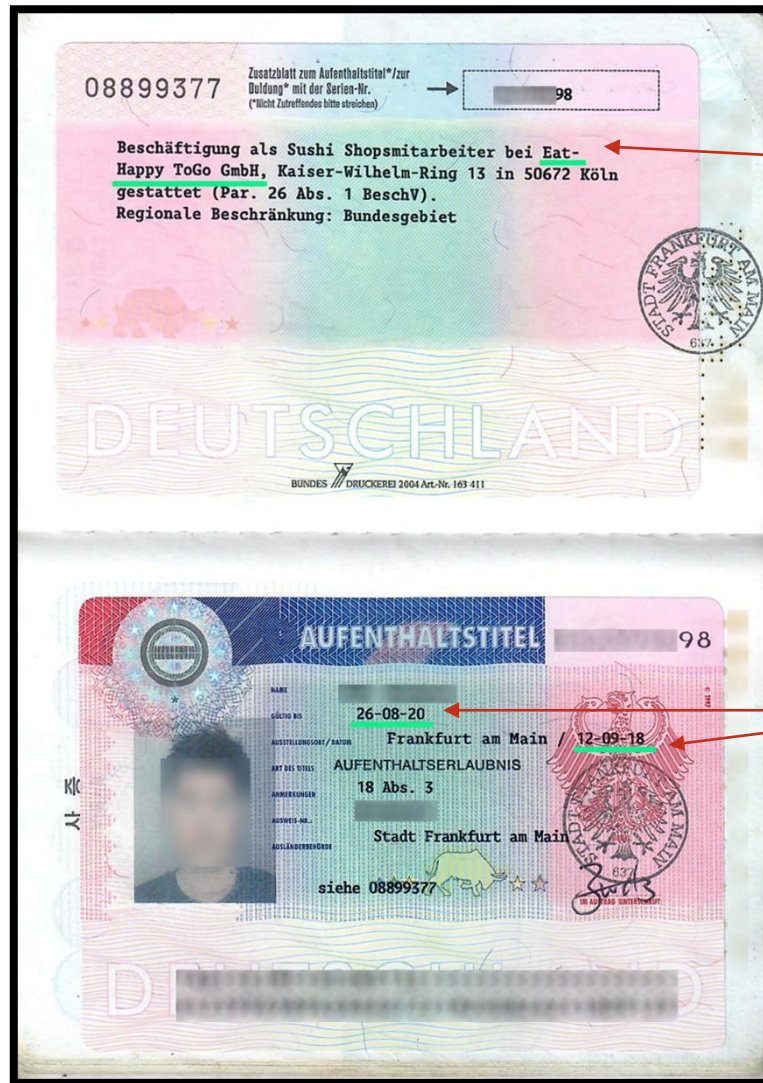 08899377
Zusatzblatt zum Aufenthaltstitel*/zur
Duldung* mit der Serien-Nr.
(*Nicht Zutreffendes bitte streichen)
98
Beschäftigung als Sushi Shopsmitarbeiter bei Eat-
Happy ToGo GmbH, Kaiser-Wilhelm-Ring 13 in 50672 Köln
gestattet (Par. 26 Abs. 1 BeschV).
Regionale Beschränkung: Bundesgebiet
STADT FRANKFURT AM MAIN
637
DEUTSCHLAND
BUNDES DRUCKEREI 2004 Art.-Nr. 163 411
AUFENTHALTSTITEL
98
NAME
GÜLTIG BIS 26-08-20
AUSSTELLUNGSORT / DATUM Frankfurt am Main / 12-09-18
ART DES TITELS AUFENTHALTSERLAUBNIS
ANMERKUNGEN 18 Abs. 3
AUSWEIS-NR.:
AUSLÄNDERBEHÖRDE Stadt Frankfurt am Main
siehe 08899377
STADT FRANKFURT AM MAIN
637
IM AUFTRAG UNTERSCHRIFT
© 1997
DEUTSCHLAND